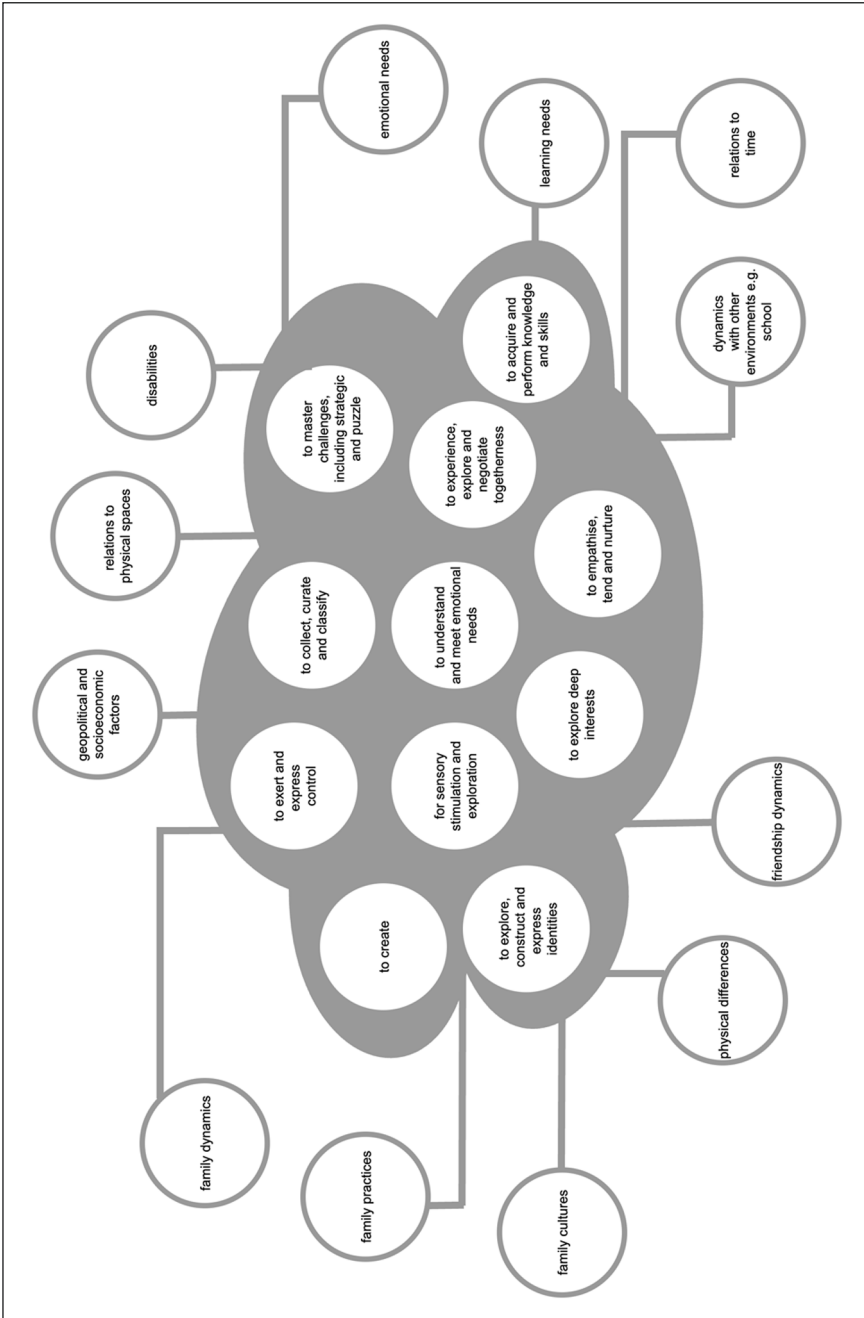 family dynamics
geopolitical and
socioeconomic
factors
relations to
physical spaces
disabilities
emotional needs
family practices
to create
to exert and
express
control
to collect, curate
and classify
to master
challenges,
including strategic
and puzzle
family cultures
to explore,
construct and
express
identities
for sensory
stimulation and
exploration
to understand
and meet emotional
needs
to experience,
explore and
negotiate
togetherness
to acquire and
perform knowledge
and skills
learning needs
to explore deep
interests
to empathise,
tend and nurture
physical differences
friendship dynamics
dynamics
with other
environments e.g.
school
relations to
time